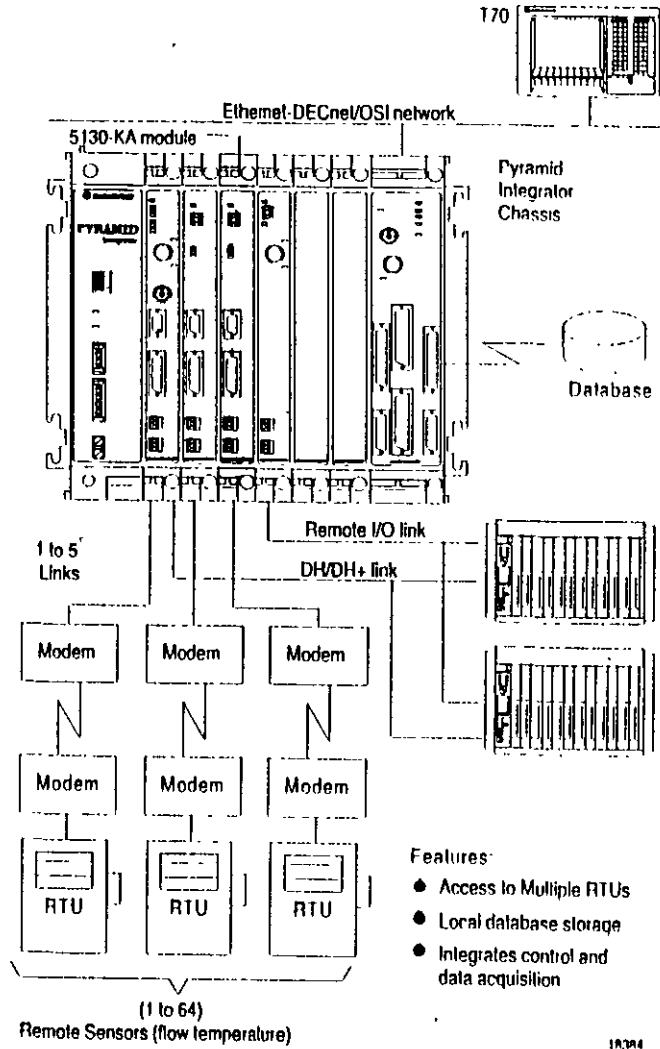 T70
Ethernet-DECnet/OSI network
5130-KA module
Pyramid
Integrator
Chassis
PYRAMID
Database
Remote I/O link
1 to 5
Links
DH/DH+ link
Modem
Modem
Modem
Modem
Modem
Modem
RTU
RTU
RTU
Features:
Access to Multiple RTUs
Local database storage
Integrates control and
data acquisition
(1 to 64)
Remote Sensors (flow temperature)
18384